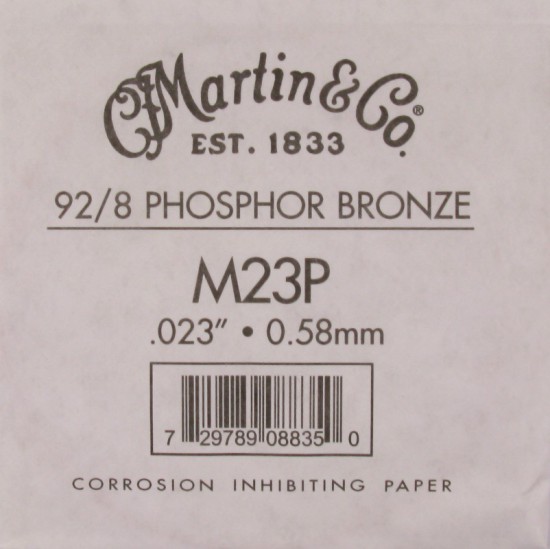 CFMartin & Co.®
EST. 1833
92/8 PHOSPHOR BRONZE
M23P
.023” • 0.58mm
7 29789 08835 0
CORROSION INHIBITING PAPER